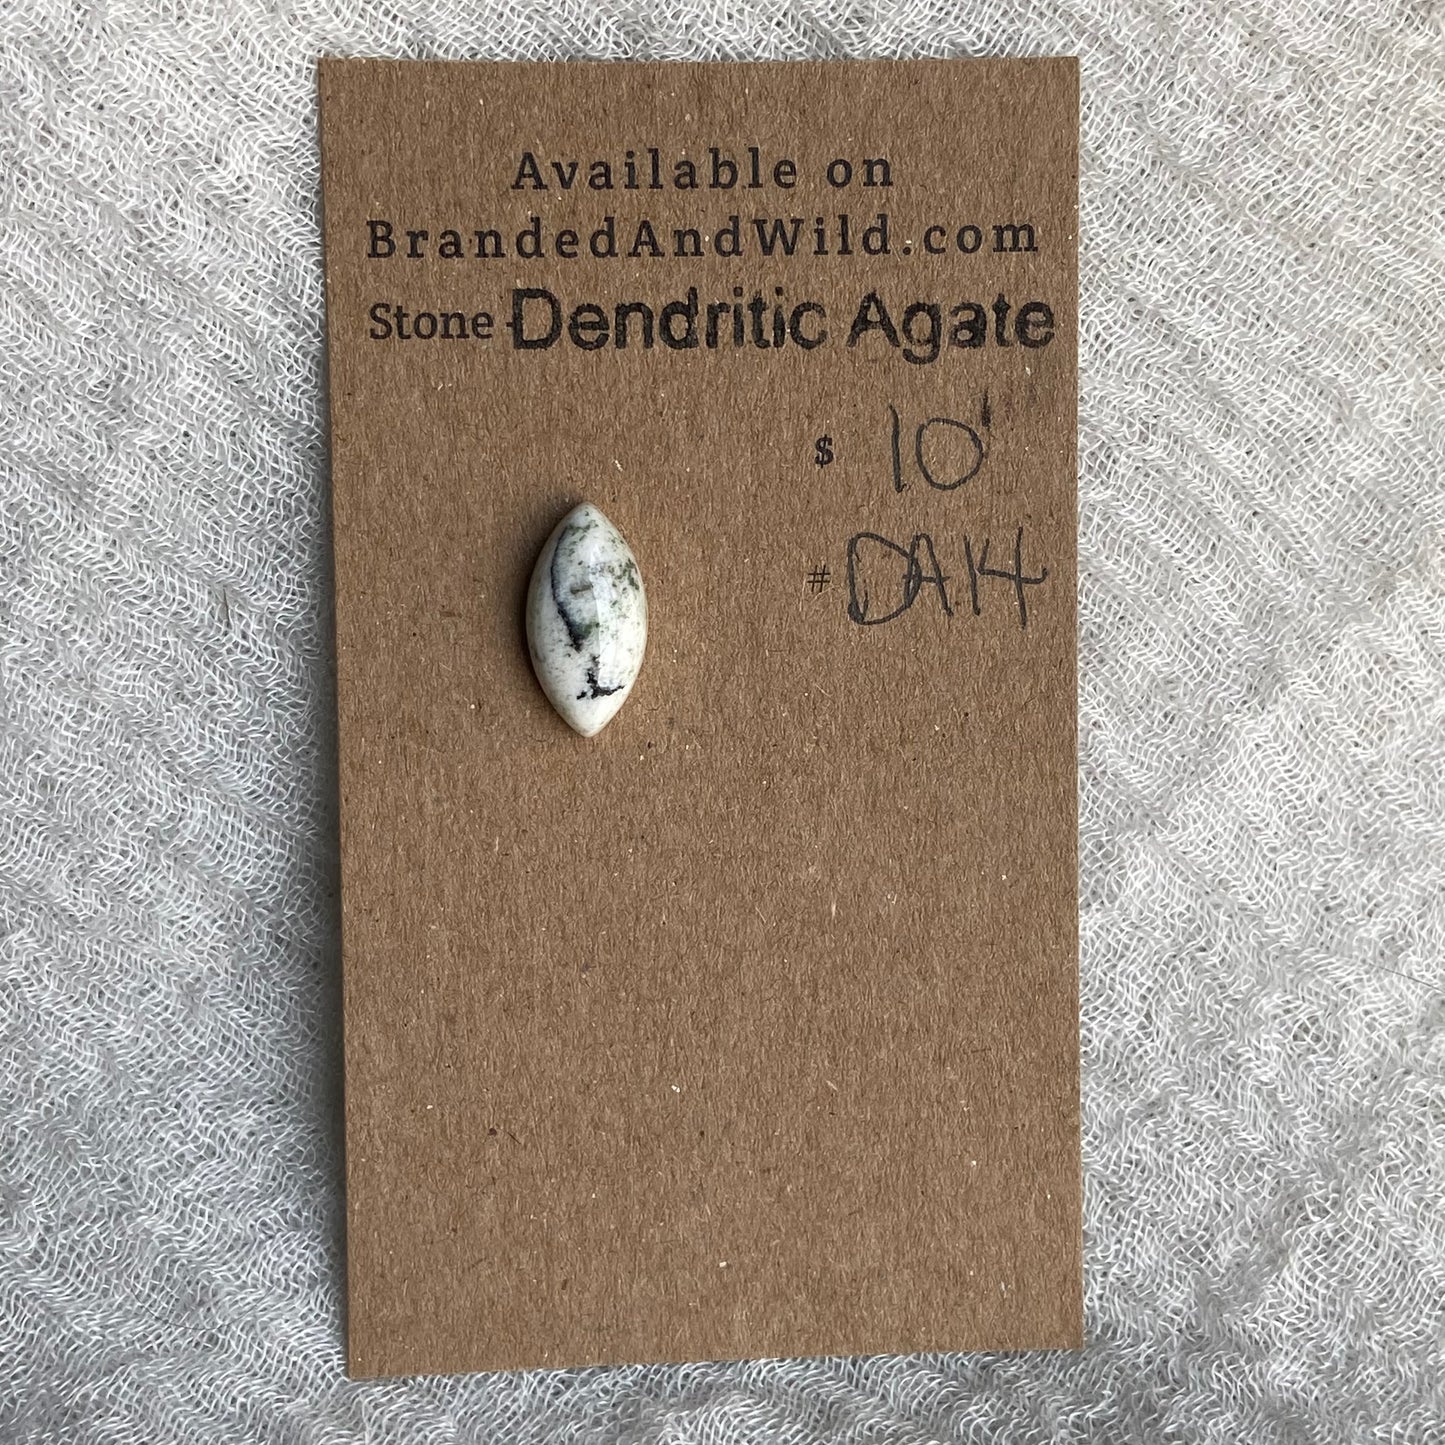 Available on
BrandedAndWild.com
Stone - Dendritic Agate
$ 10
# DA14